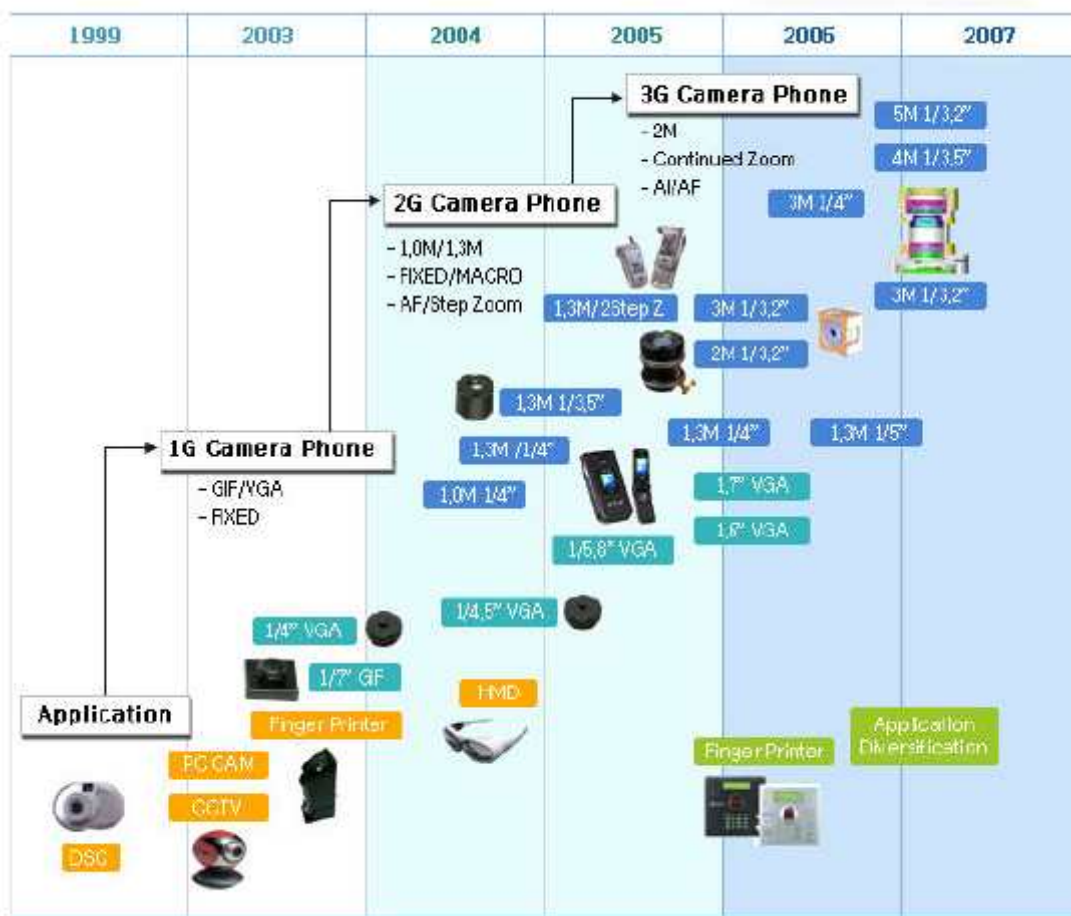 1999 2003 2004 2005 2006 2007
3G Camera Phone
- 2M
- Continued Zoom
- AI/AF
5M 1/3,2"
4M 1/3,5"
3M 1/4"
3M 1/3,2"
2G Camera Phone
- 1,0M/1,3M
- FIXED/MACRO
- AF/Step Zoom
1,3M/2Step Z
3M 1/3,2"
2M 1/3,2"
1,3M 1/3,5"
1,3M /1/4"
1,3M 1/4"
1,3M 1/5"
1,0M 1/4"
1G Camera Phone
- GIF/VGA
- FIXED
1,7" VGA
1,6" VGA
1/5,8" VGA
1/4" VGA
1/4,5" VGA
1/7" GIF
HMD
Application
Finger Printer
Application
Diversification
Finger Printer
PC CAM
CCTV
DSC